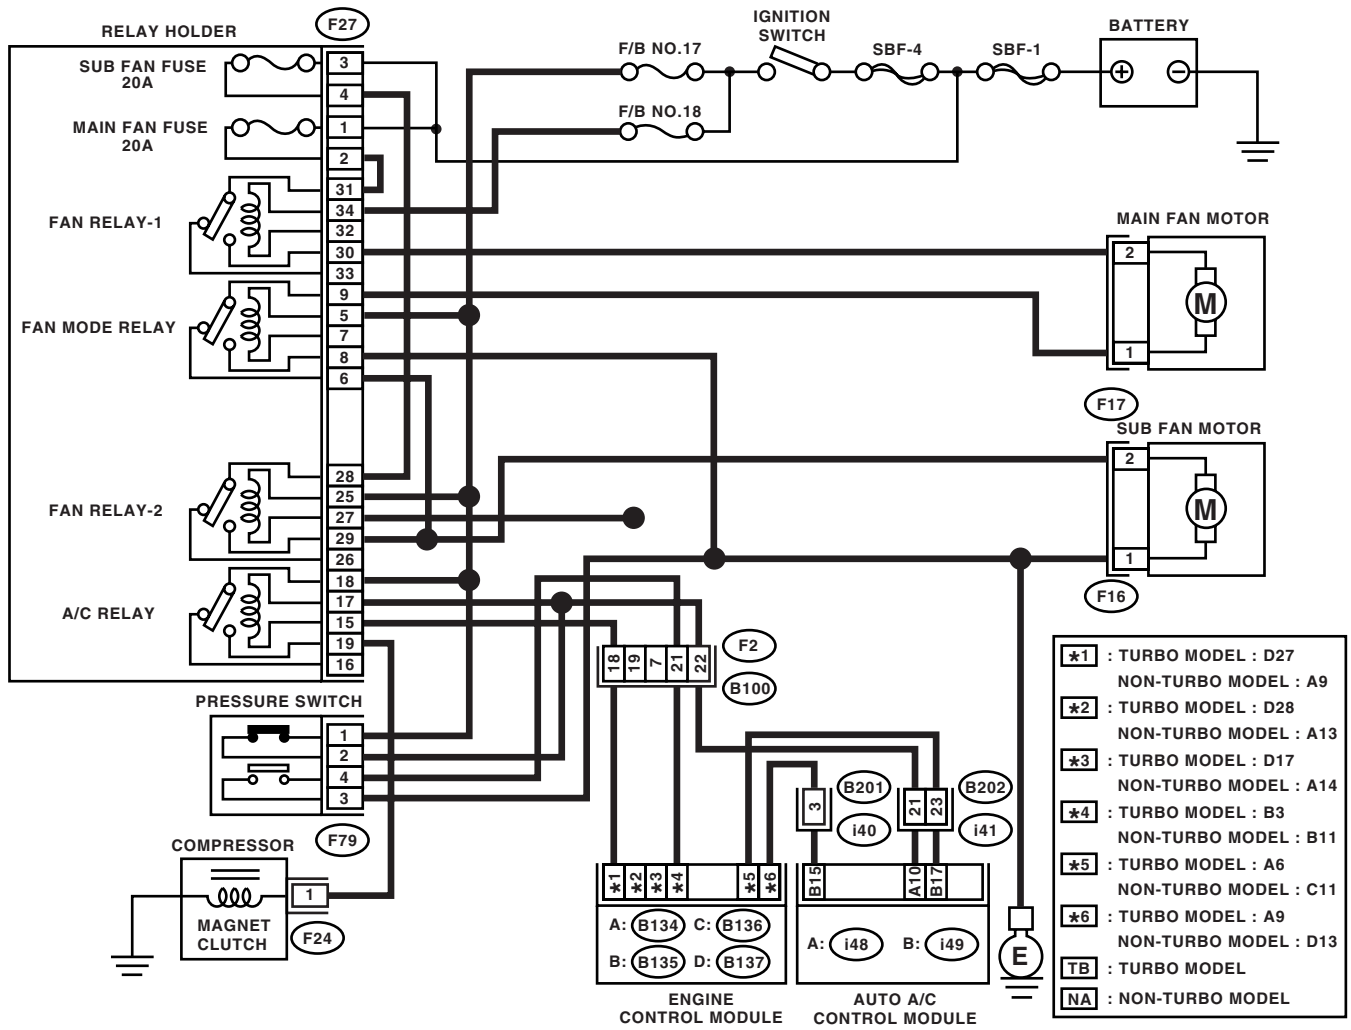 RELAY HOLDER
F27
SUB FAN FUSE
20A
MAIN FAN FUSE
20A
FAN RELAY-1
FAN MODE RELAY
FAN RELAY-2
A/C RELAY
3
4
1
2
31
34
32
30
33
9
5
7
8
6
28
25
27
29
26
18
17
15
19
16
F/B NO.17
F/B NO.18
IGNITION
SWITCH
SBF-4
SBF-1
BATTERY
+
−
MAIN FAN MOTOR
2
1
M
F17
SUB FAN MOTOR
2
1
M
F16
PRESSURE SWITCH
1
2
4
3
F79
COMPRESSOR
1
MAGNET
CLUTCH
F24
18
19
7
21
22
F2
B100
3
B201
i40
21
23
B202
i41
*1
*2
*3
*4
*5
*6
A: B134 C: B136
B: B135 D: B137
ENGINE
CONTROL MODULE
B15
A10
B17
A: i48 B: i49
AUTO A/C
CONTROL MODULE
E
*1 : TURBO MODEL : D27
NON-TURBO MODEL : A9
*2 : TURBO MODEL : D28
NON-TURBO MODEL : A13
*3 : TURBO MODEL : D17
NON-TURBO MODEL : A14
*4 : TURBO MODEL : B3
NON-TURBO MODEL : B11
*5 : TURBO MODEL : A6
NON-TURBO MODEL : C11
*6 : TURBO MODEL : A9
NON-TURBO MODEL : D13
TB : TURBO MODEL
NA : NON-TURBO MODEL